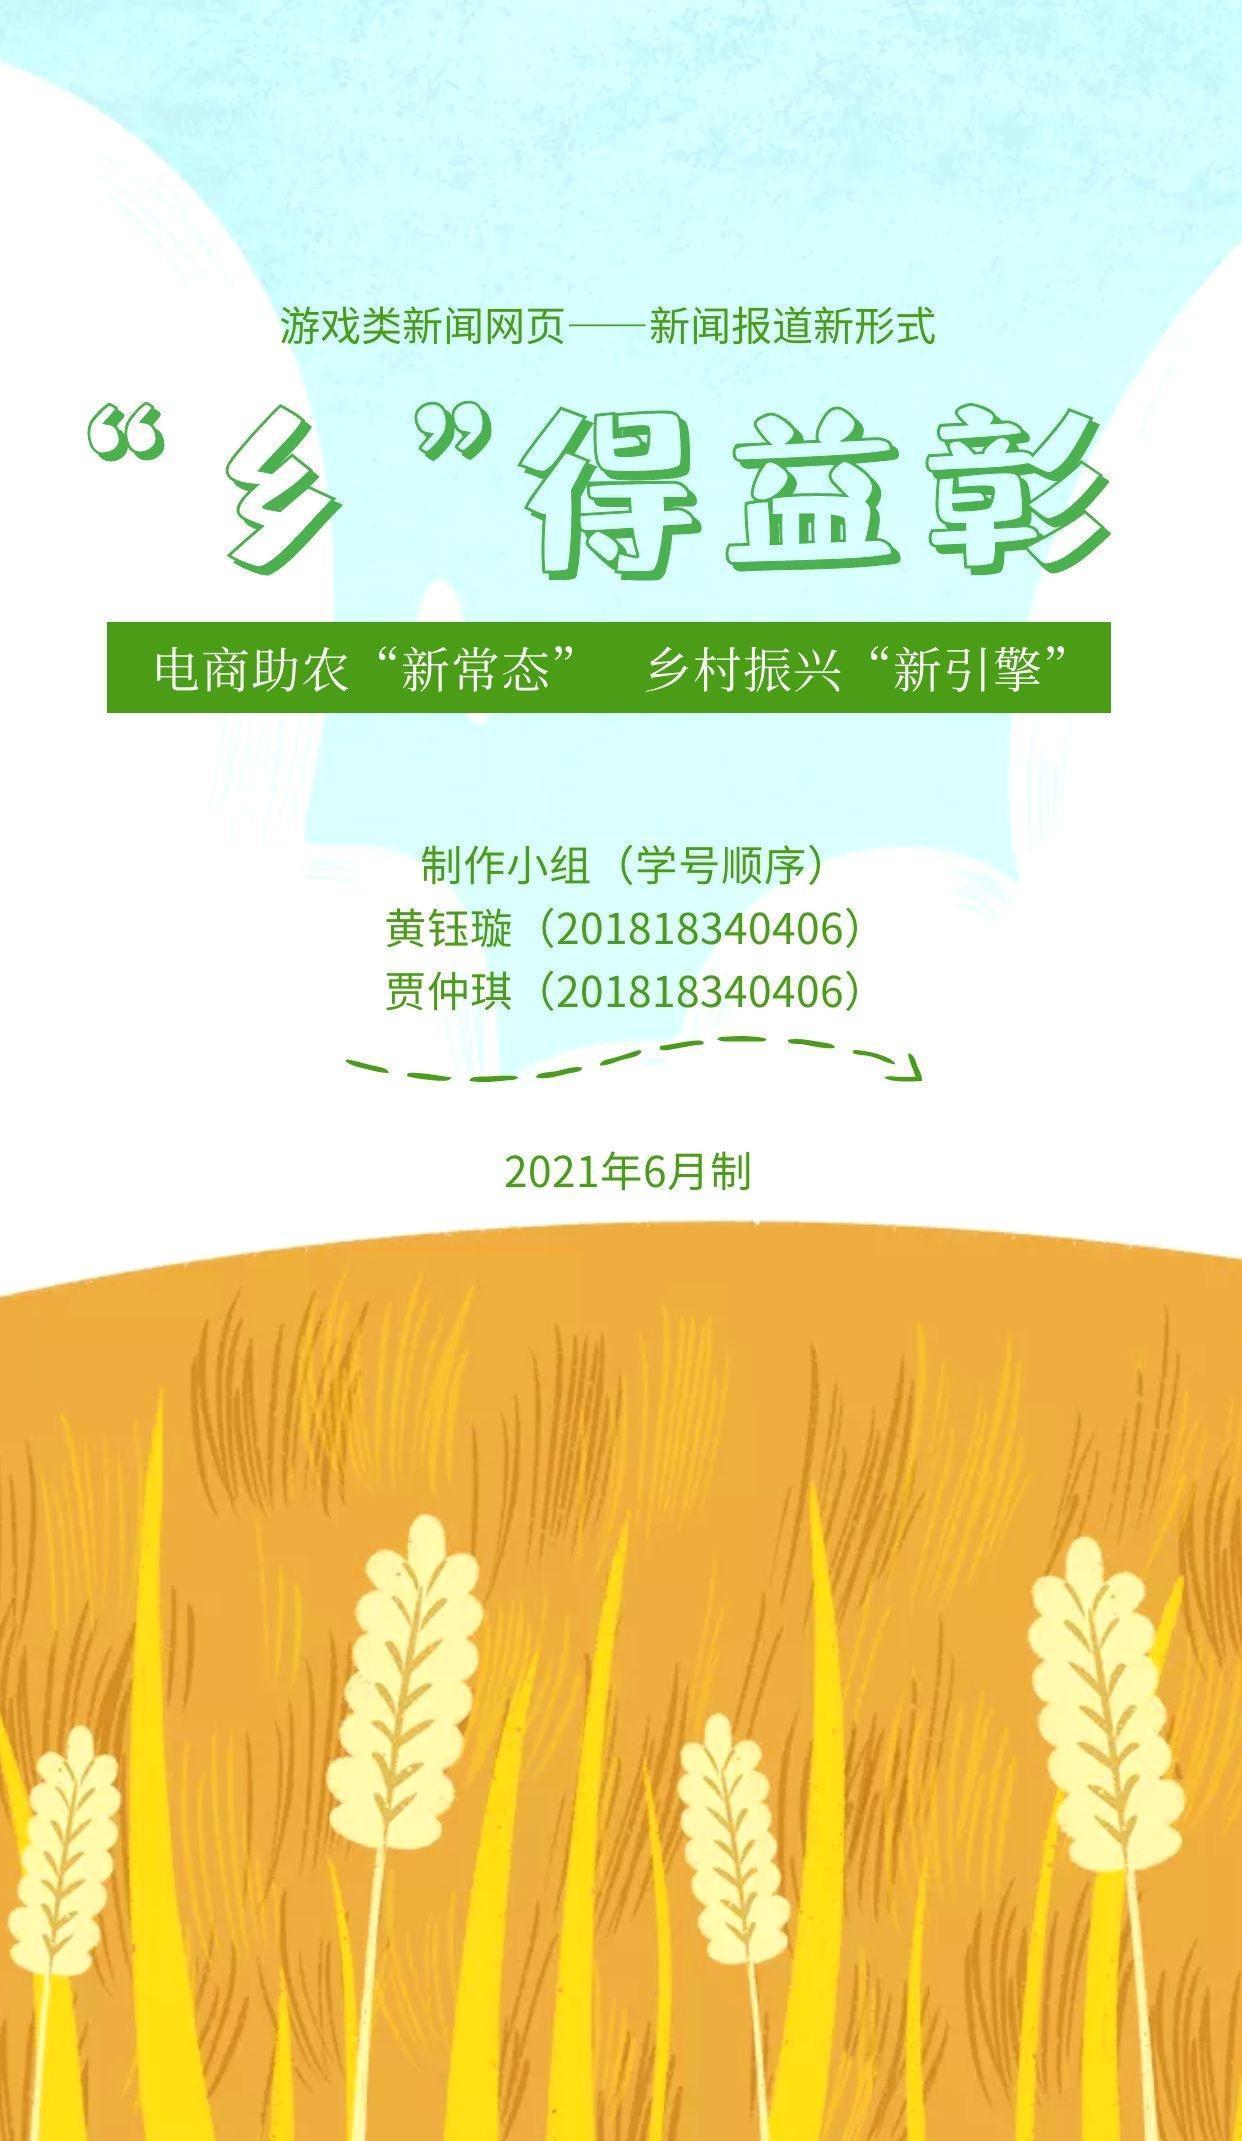 游戏类新闻网页——新闻报道新形式
“乡”得益彰
电商助农“新常态” 乡村振兴“新引擎”
制作小组（学号顺序）
黄钰璇（201818340406）
贾仲琪（201818340406）
2021年6月制